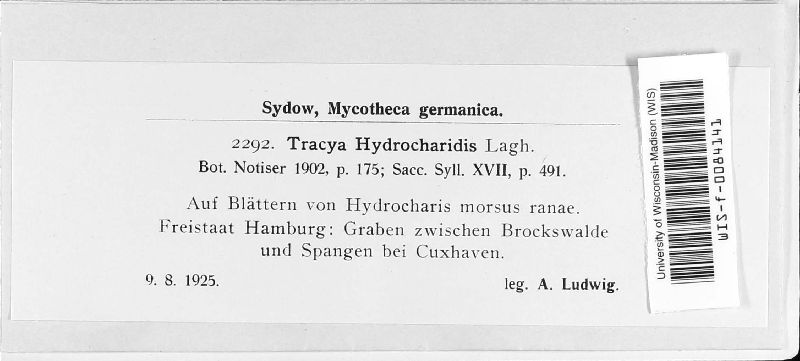 Sydow, Mycotheca germanica.
2292. Tracya Hydrocharidis Lagh.
Bot. Notiser 1902, p. 175; Sacc. Syll. XVII, p. 491.
Auf Blättern von Hydrocharis morsus ranae.
Freistaat Hamburg: Graben zwischen Brockswalde
und Spangen bei Cuxhaven.
9. 8. 1925.
leg. A. Ludwig.
University of Wisconsin-Madison (WIS)
WIS-f-0084141